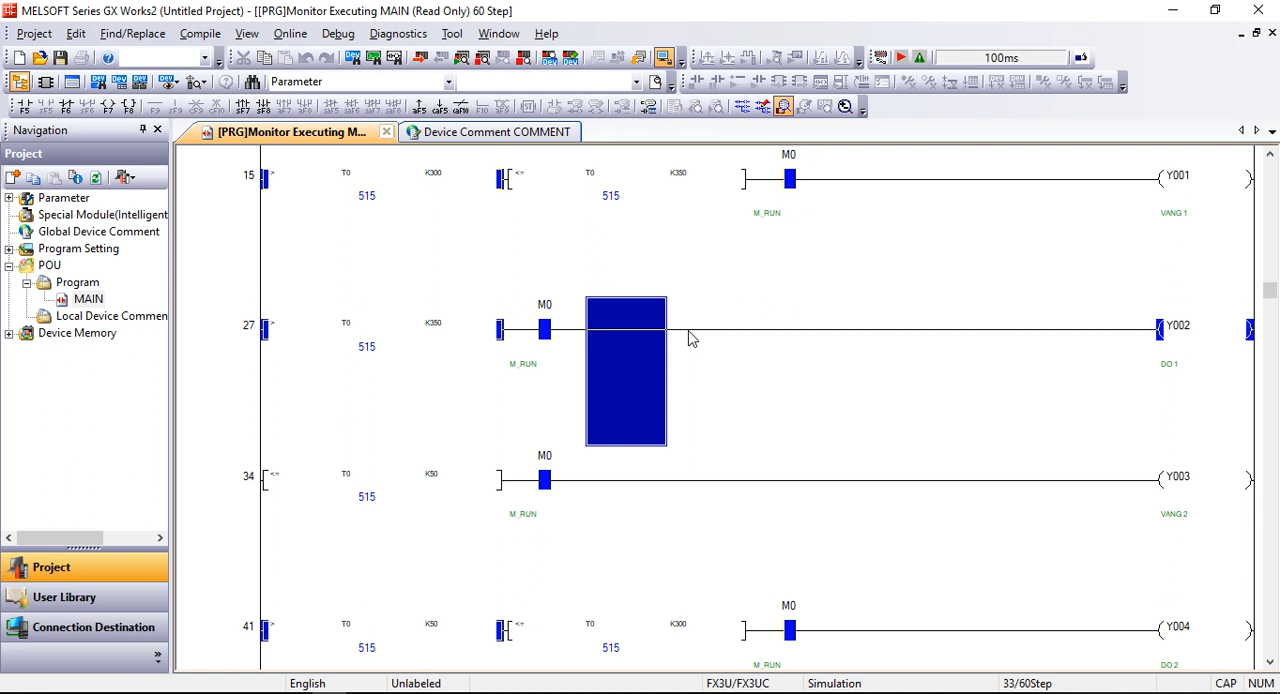 MELSOFT Series GX Works2 (Untitled Project) - [[PRG]Monitor Executing MAIN (Read Only) 60 Step]
Project Edit Find/Replace Compile View Online Debug Diagnostics Tool Window Help
100ms
Parameter
Navigation
[PRG]Monitor Executing M...
Device Comment COMMENT
Project
Parameter
Special Module(Intelligent
Global Device Comment
Program Setting
POU
Program
MAIN
Local Device Commen
Device Memory
Project
User Library
Connection Destination
M0
15 > T0 K300 <= T0 K350 Y001
515 515
M_RUN VANG 1
M0
27 > T0 K350 Y002
515
M_RUN DO 1
M0
34 <= T0 K50 Y003
515
M_RUN VANG 2
M0
41 > T0 K50 <= T0 K300 Y004
515 515
M_RUN DO 2
English Unlabeled FX3U/FX3UC Simulation 33/60Step CAP NUM